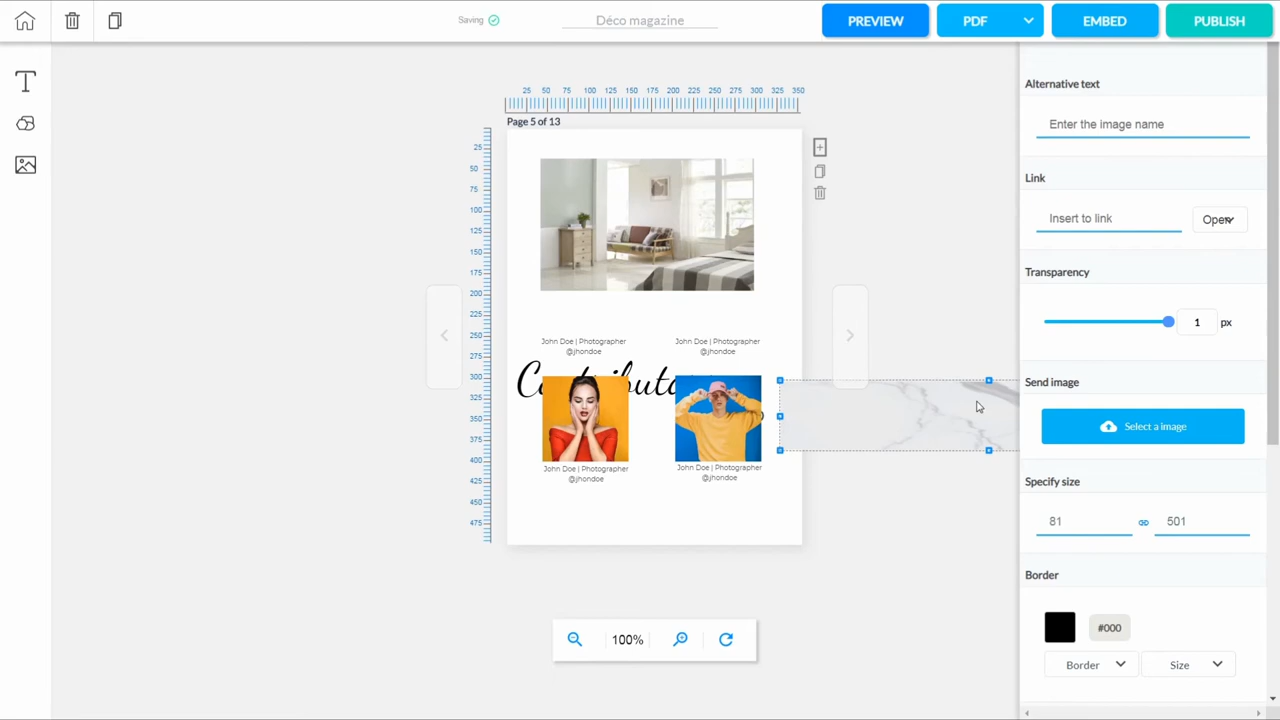 Saving
Déco magazine
PREVIEW
PDF
EMBED
PUBLISH
25 50 75 100 125 150 175 200 225 250 275 300 325 350
Page 5 of 13
25
50
75
100
125
150
175
200
225
250
275
300
325
350
375
400
425
450
475
John Doe | Photographer
@jhondoe
John Doe | Photographer
@jhondoe
John Doe | Photographer
@jhondoe
John Doe | Photographer
@jhondoe
100%
Alternative text
Enter the image name
Link
Insert to link
Open
Transparency
1 px
Send image
Select a image
Specify size
81
501
Border
#000
Border
Size